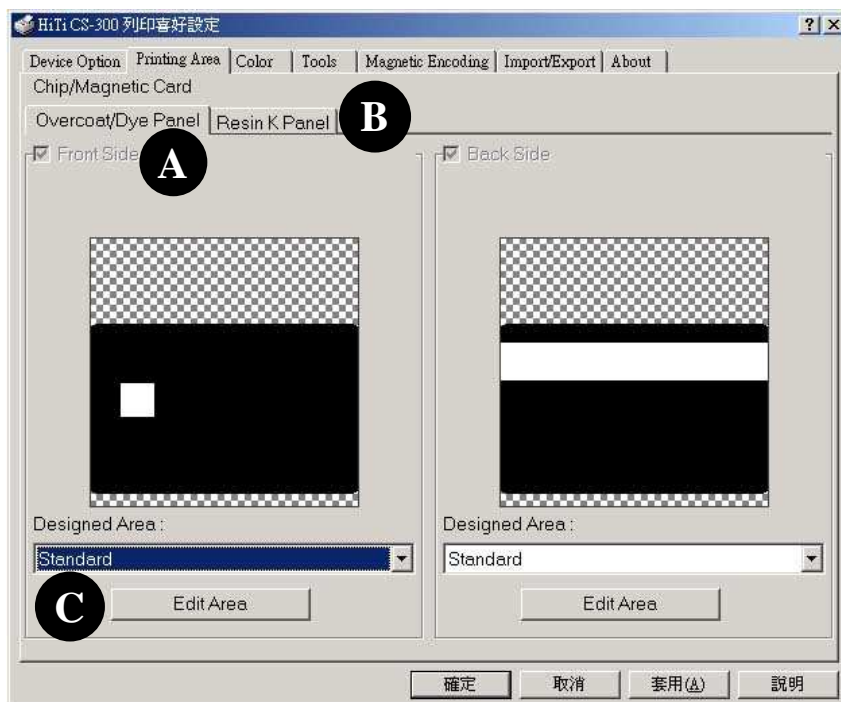 HiTi CS-300 列印喜好設定
Device Option Printing Area Color Tools Magnetic Encoding Import/Export About
Chip/Magnetic Card
Overcoat/Dye Panel Resin K Panel B
Front Side A Back Side
Designed Area : Designed Area :
Standard Standard
C Edit Area Edit Area
確定 取消 套用(A) 說明